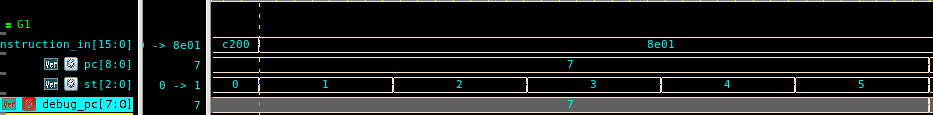 G1
nstruction_in[15:0] -> 8e01 c200 8e01
pc[8:0] 7 7
st[2:0] 0 -> 1 0 1 2 3 4 5
debug_pc[7:0] 7 7